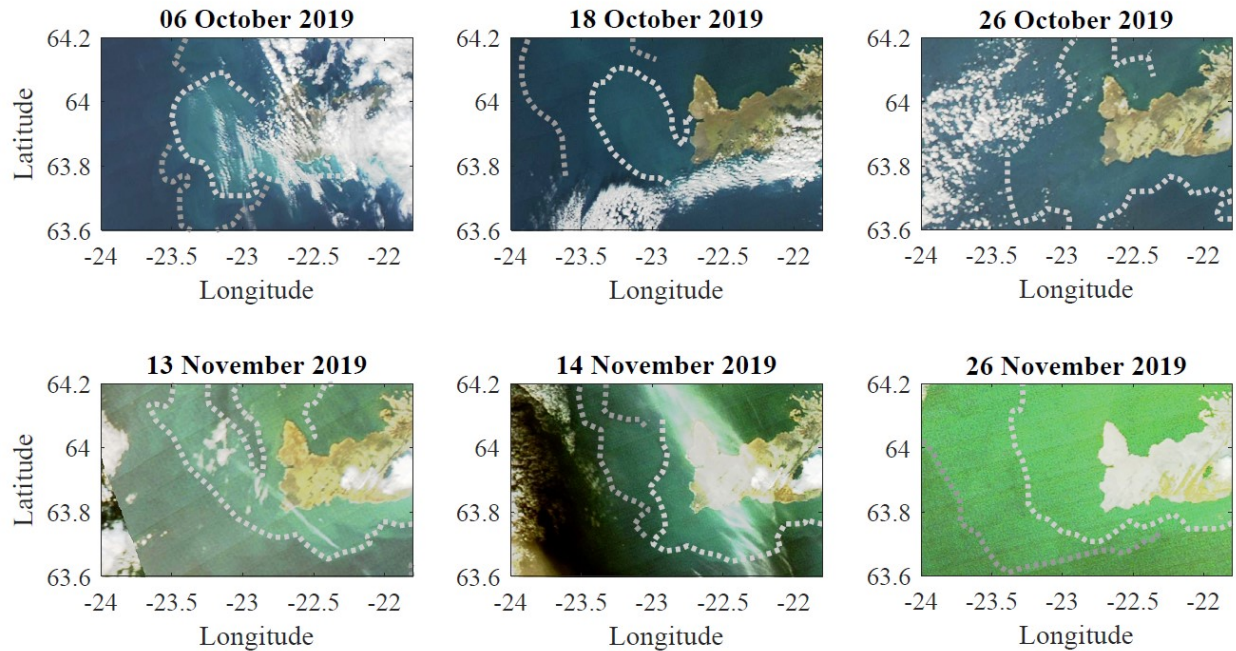 06 October 2019
18 October 2019
26 October 2019
64.2
64
63.8
63.6
Latitude
-24 -23.5 -23 -22.5 -22
Longitude
64.2
64
63.8
63.6
-24 -23.5 -23 -22.5 -22
Longitude
64.2
64
63.8
63.6
-24 -23.5 -23 -22.5 -22
Longitude
13 November 2019
14 November 2019
26 November 2019
64.2
64
63.8
63.6
Latitude
-24 -23.5 -23 -22.5 -22
Longitude
64.2
64
63.8
63.6
-24 -23.5 -23 -22.5 -22
Longitude
64.2
64
63.8
63.6
-24 -23.5 -23 -22.5 -22
Longitude